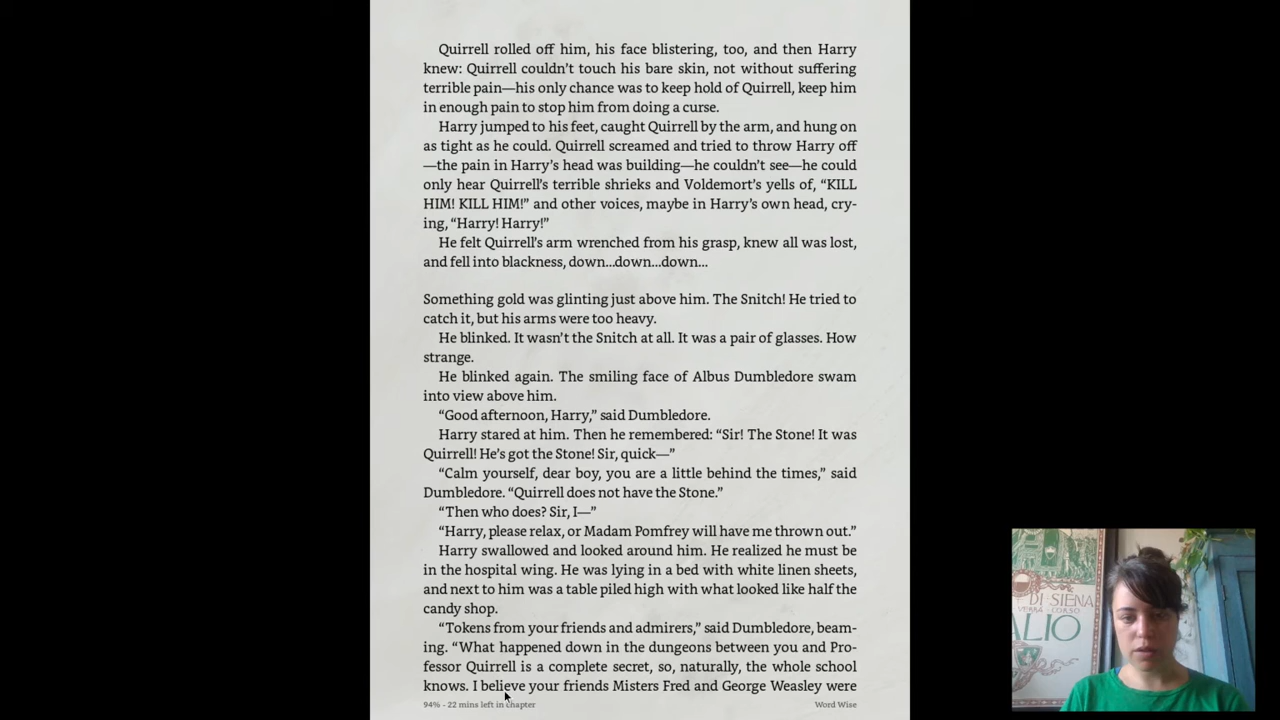 Quirrell rolled off him, his face blistering, too, and then Harry
knew: Quirrell couldn’t touch his bare skin, not without suffering
terrible pain—his only chance was to keep hold of Quirrell, keep him
in enough pain to stop him from doing a curse.
Harry jumped to his feet, caught Quirrell by the arm, and hung on
as tight as he could. Quirrell screamed and tried to throw Harry off
—the pain in Harry’s head was building—he couldn’t see—he could
only hear Quirrell’s terrible shrieks and Voldemort’s yells of, “KILL
HIM! KILL HIM!” and other voices, maybe in Harry’s own head, cry-
ing, “Harry! Harry!”
He felt Quirrell’s arm wrenched from his grasp, knew all was lost,
and fell into blackness, down...down...down...
Something gold was glinting just above him. The Snitch! He tried to
catch it, but his arms were too heavy.
He blinked. It wasn’t the Snitch at all. It was a pair of glasses. How
strange.
He blinked again. The smiling face of Albus Dumbledore swam
into view above him.
“Good afternoon, Harry,” said Dumbledore.
Harry stared at him. Then he remembered: “Sir! The Stone! It was
Quirrell! He’s got the Stone! Sir, quick—”
“Calm yourself, dear boy, you are a little behind the times,” said
Dumbledore. “Quirrell does not have the Stone.”
“Then who does? Sir, I—”
“Harry, please relax, or Madam Pomfrey will have me thrown out.”
Harry swallowed and looked around him. He realized he must be
in the hospital wing. He was lying in a bed with white linen sheets,
and next to him was a table piled high with what looked like half the
candy shop.
“Tokens from your friends and admirers,” said Dumbledore, beam-
ing. “What happened down in the dungeons between you and Pro-
fessor Quirrell is a complete secret, so, naturally, the whole school
knows. I believe your friends Misters Fred and George Weasley were
94% - 22 mins left in chapter
Word Wise
DI SIENA
CORSO
ALIO